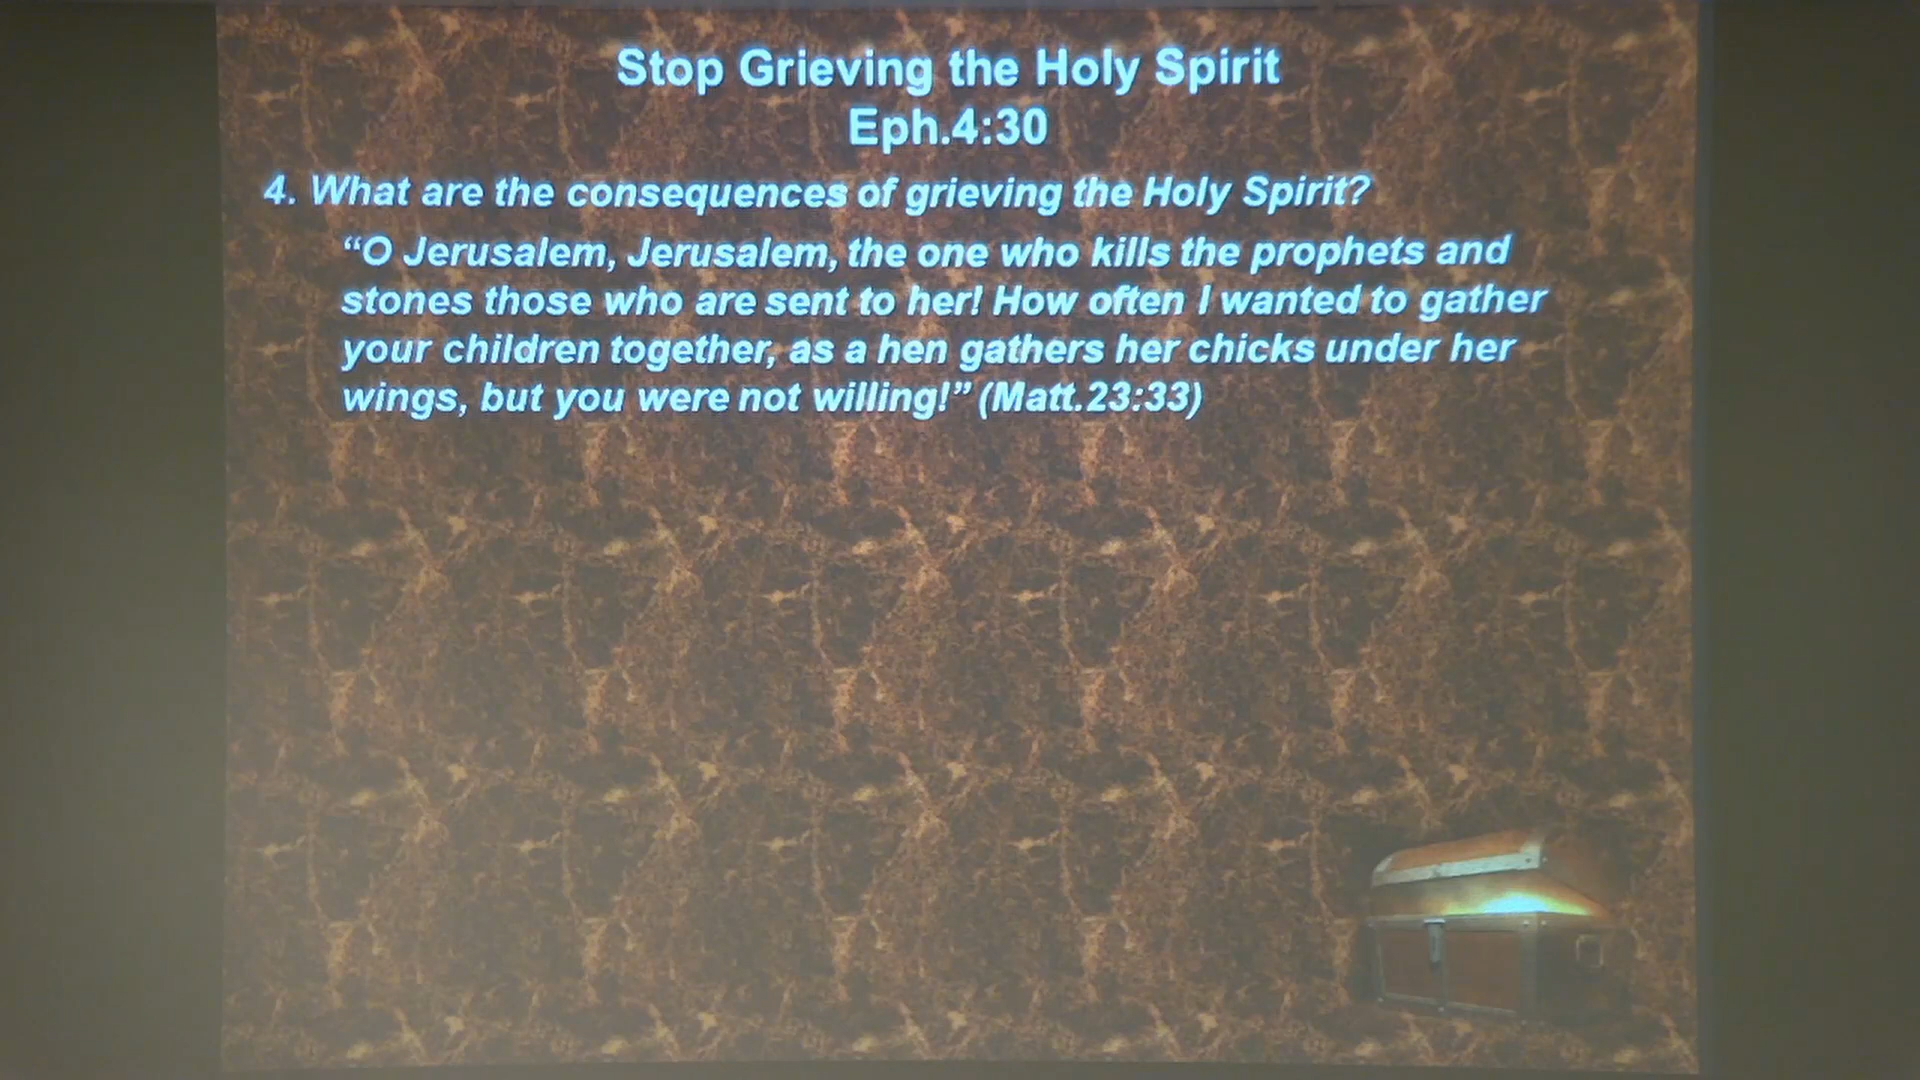 Stop Grieving the Holy Spirit
Eph.4:30
4. What are the consequences of grieving the Holy Spirit?
“O Jerusalem, Jerusalem, the one who kills the prophets and
stones those who are sent to her! How often I wanted to gather
your children together, as a hen gathers her chicks under her
wings, but you were not willing!” (Matt.23:33)